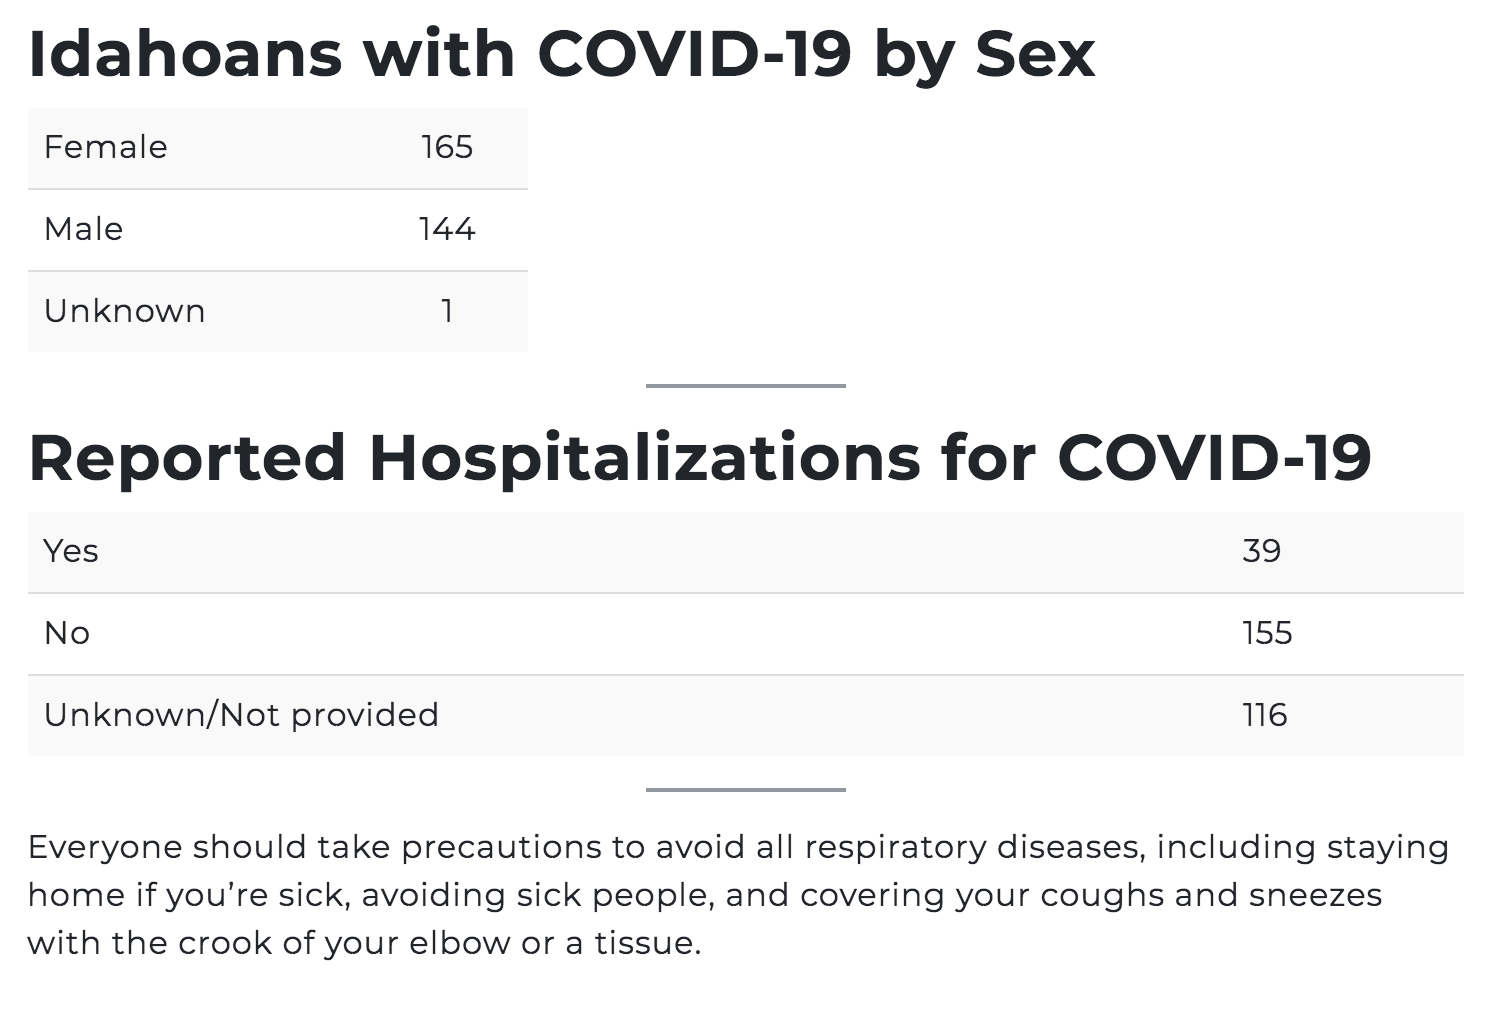 Idahoans with COVID-19 by Sex
Female 165
Male 144
Unknown 1
Reported Hospitalizations for COVID-19
Yes 39
No 155
Unknown/Not provided 116
Everyone should take precautions to avoid all respiratory diseases, including staying
home if you’re sick, avoiding sick people, and covering your coughs and sneezes
with the crook of your elbow or a tissue.